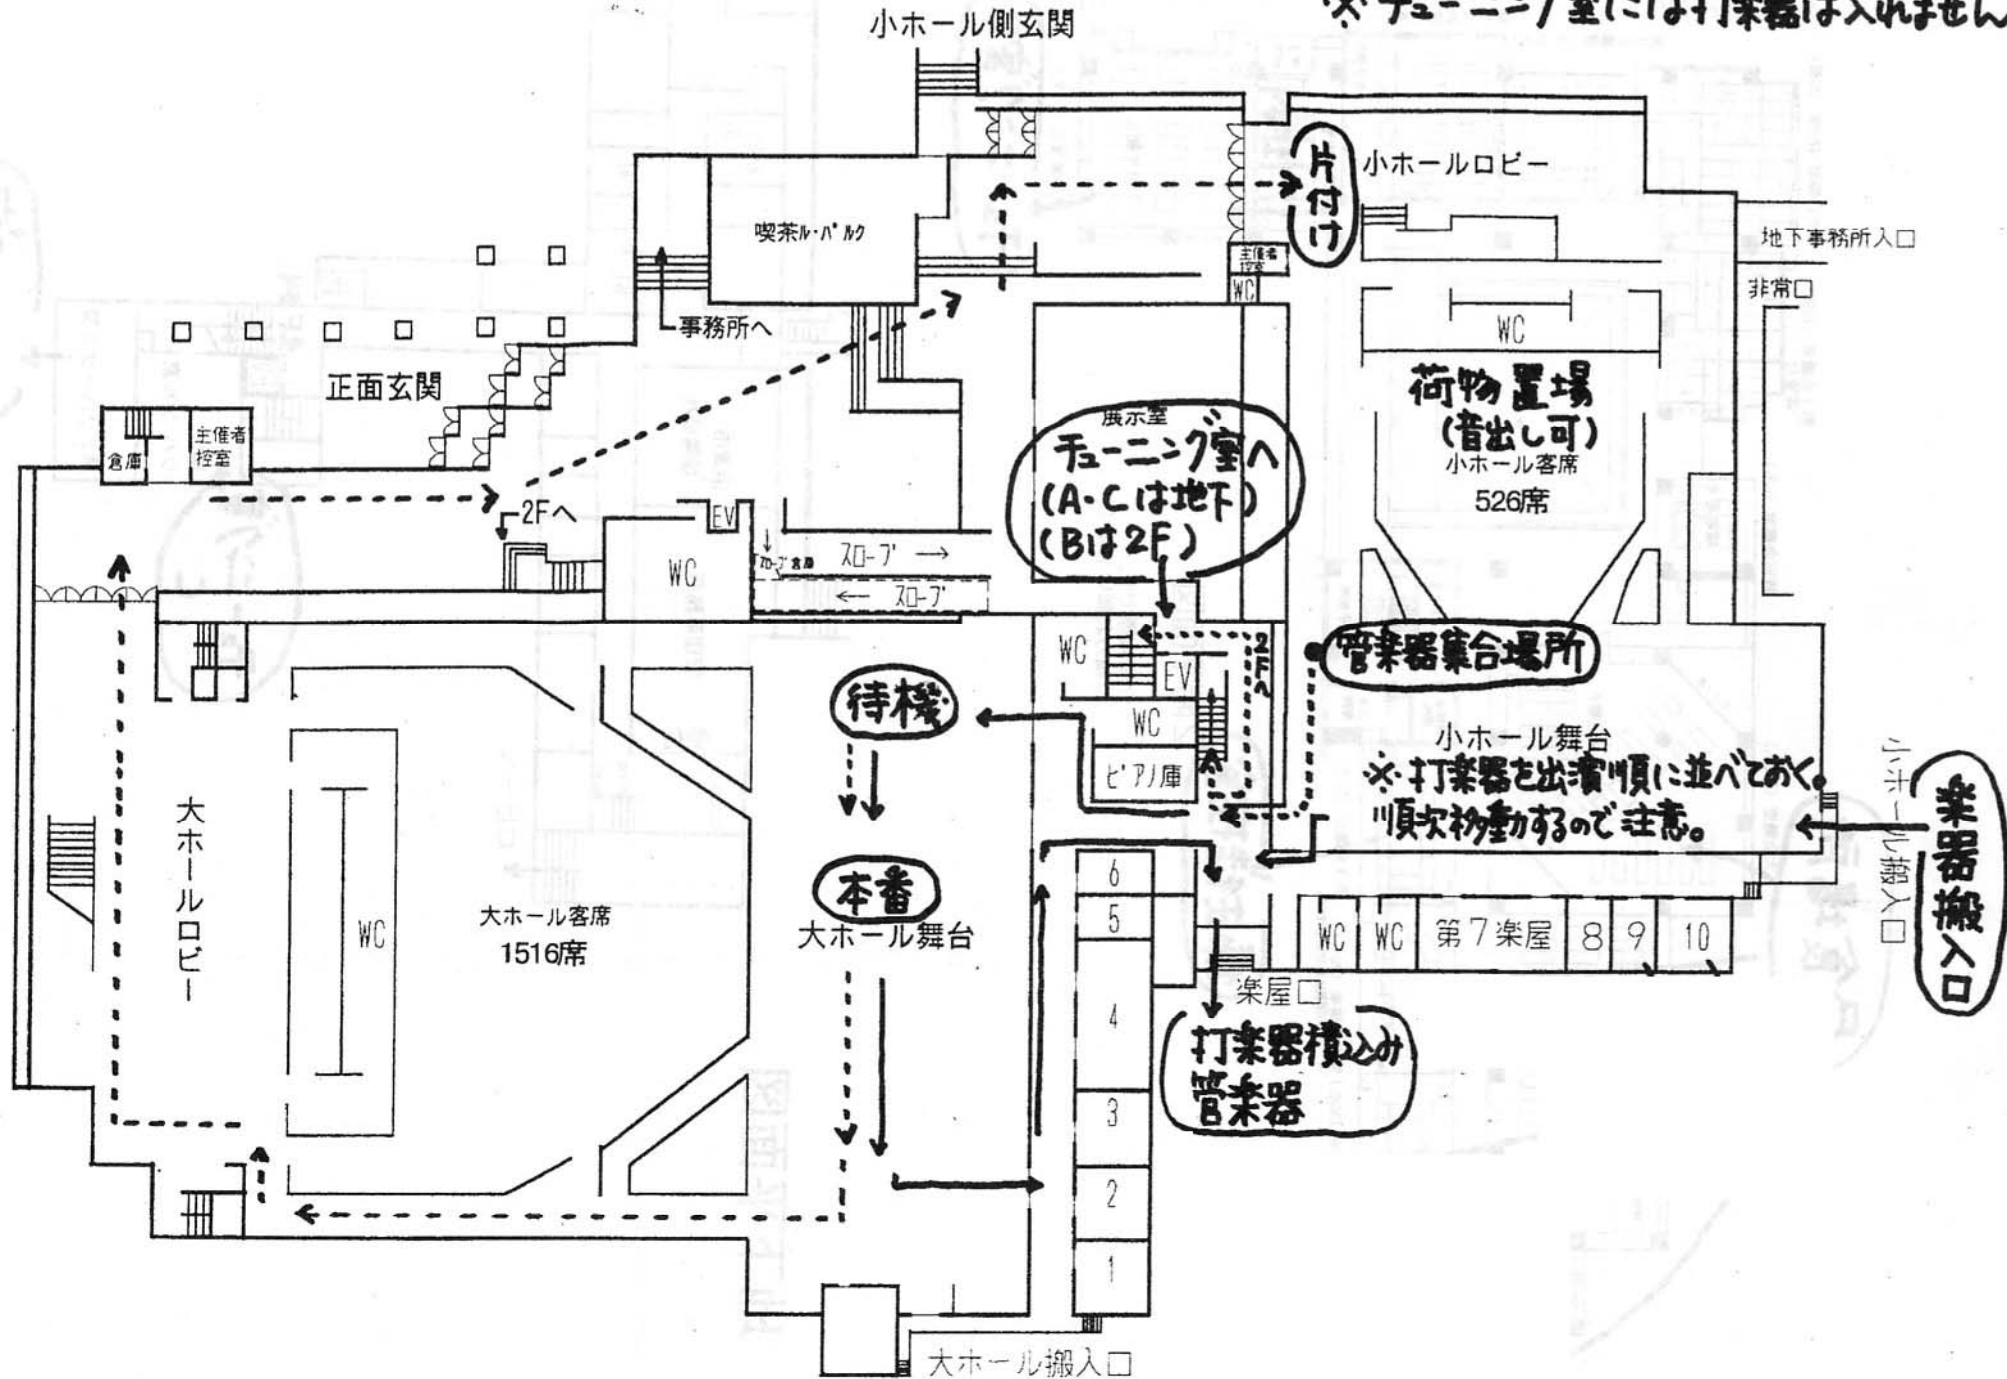 ※チューニング室には打楽器は入れません
小ホール側玄関
片付け
小ホールロビー
喫茶ル・パルク
主催者
控室
WC
地下事務所入口
非常口
事務所へ
WC
正面玄関
荷物置場
(音出し可)
小ホール客席
526席
展示室
チューニング室へ
(A・Cは地下)
(Bは2F)
倉庫
主催者
控室
2Fへ
EV
WC
スロープ倉庫
スロープ →
← スロープ
WC
EV
2Fへ
管楽器集合場所
待機
WC
ピアノ庫
小ホール舞台
※打楽器を出演順に並べておく。
順次移動するので注意。
小ホール搬入口
楽器搬入口
大ホールロビー
WC
大ホール客席
1516席
本番
大ホール舞台
6
5
4
3
2
1
WC
WC
第7楽屋
8
9
10
楽屋口
打楽器積込み
管楽器
大ホール搬入口